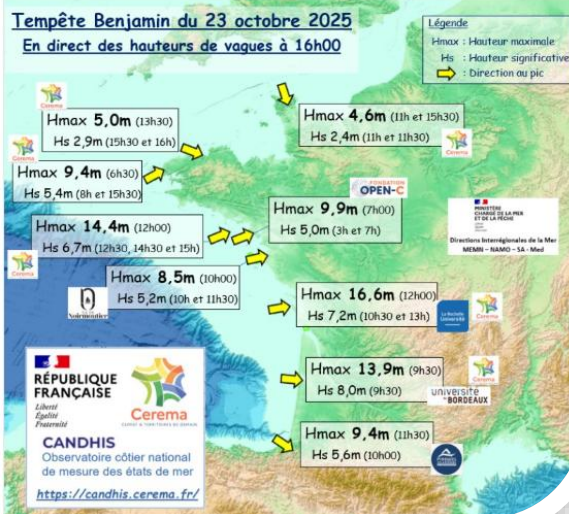 Tempête Benjamin du 23 octobre 2025
En direct des hauteurs de vagues à 16h00
Légende
Hmax : Hauteur maximale
Hs : Hauteur significative
: Direction au pic
Cerema
Hmax 5,0m (13h30)
Hs 2,9m (15h30 et 16h)
Hmax 4,6m (11h et 15h30)
Hs 2,4m (11h et 11h30)
Cerema
Cerema
Hmax 9,4m (6h30)
Hs 5,4m (8h et 15h30)
FONDATION
OPEN-C
Hmax 9,9m (7h00)
Hs 5,0m (3h et 7h)
MINISTÈRE
CHARGÉ DE LA MER
ET DE LA PÊCHE
Directions Interrégionales de la Mer
MEMN – NAMO – SA - Med
Hmax 14,4m (12h00)
Hs 6,7m (12h30, 14h30 et 15h)
Cerema
Hmax 8,5m (10h00)
Hs 5,2m (10h et 11h30)
Noirmoutier
Hmax 16,6m (12h00)
Hs 7,2m (10h30 et 13h)
La Rochelle
Université
Cerema
Hmax 13,9m (9h30)
Hs 8,0m (9h30)
Cerema
université
de BORDEAUX
Hmax 9,4m (11h30)
Hs 5,6m (10h00)
RÉPUBLIQUE
FRANÇAISE
Liberté
Égalité
Fraternité
Cerema
CANDHIS
Observatoire côtier national
de mesure des états de mer
https://candhis.cerema.fr/